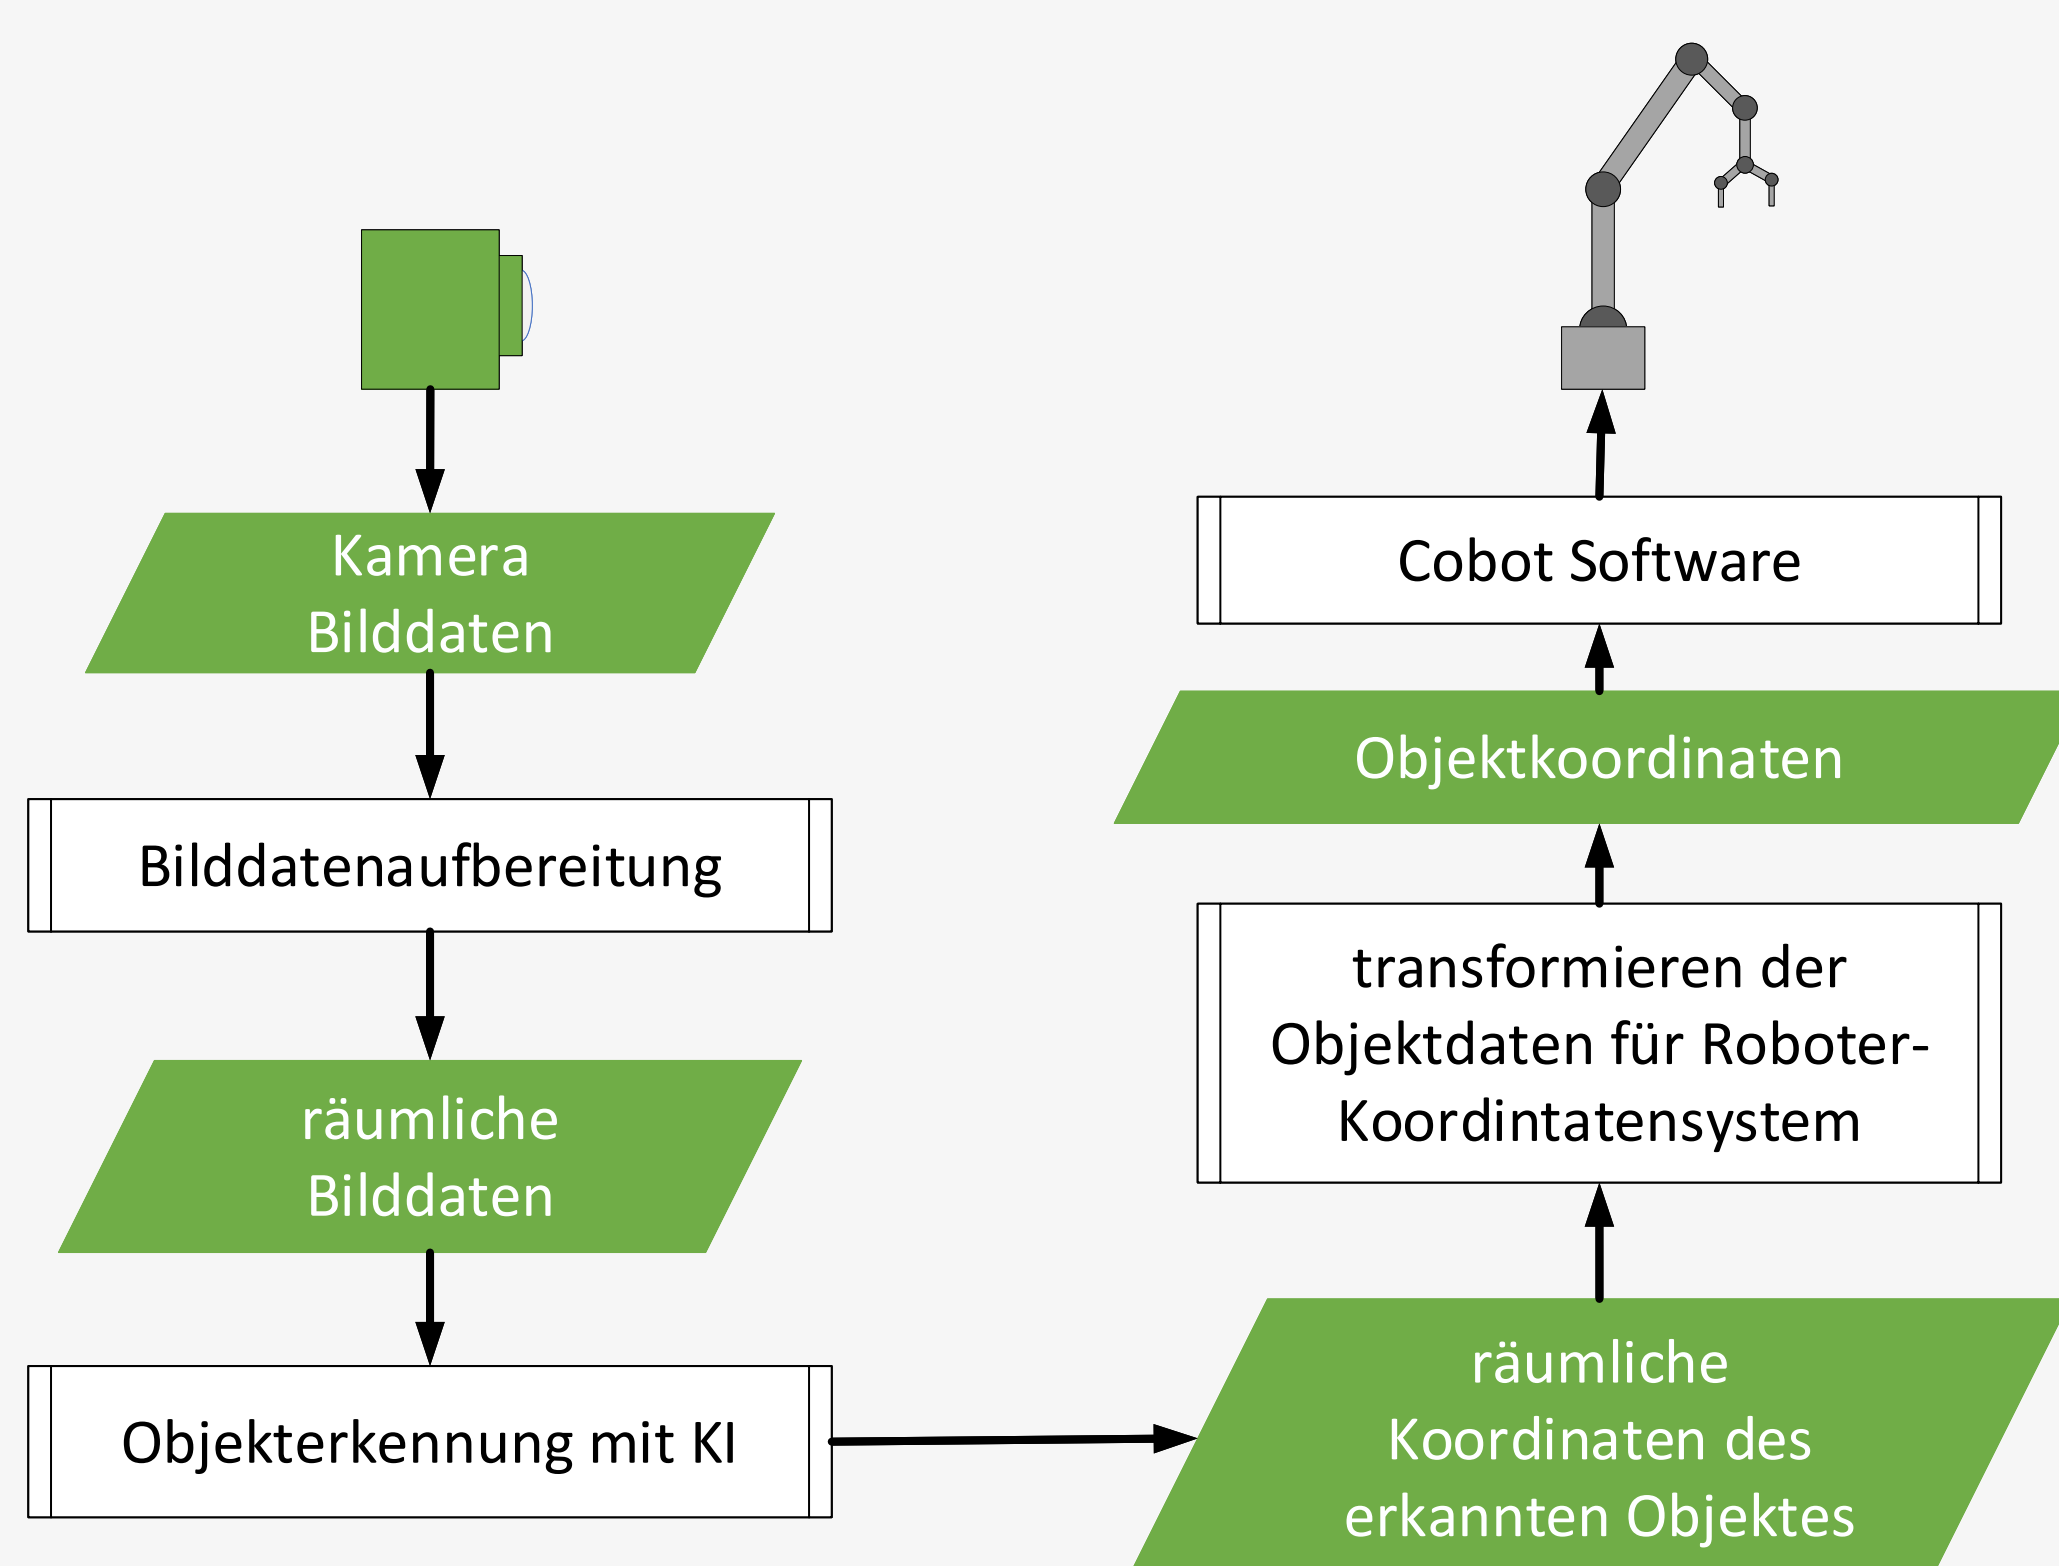 Kamera
Bilddaten
Bilddatenaufbereitung
räumliche
Bilddaten
Objekterkennung mit KI
räumliche
Koordinaten des
erkannten Objektes
transformieren der
Objektdaten für Roboter-
Koordintatensystem
Objektkoordinaten
Cobot Software